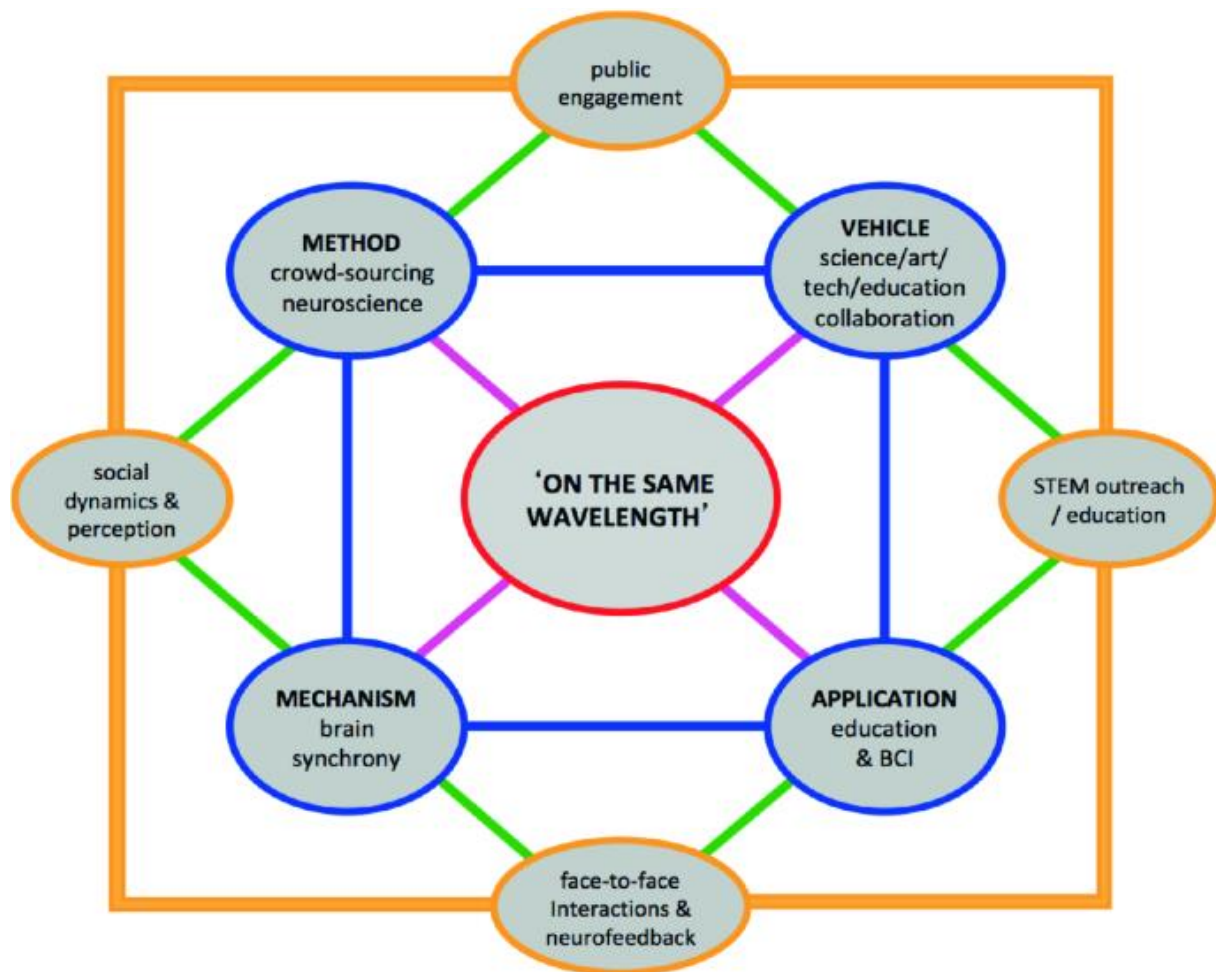 public
engagement
METHOD
crowd-sourcing
neuroscience
VEHICLE
science/art/
tech/education
collaboration
social
dynamics &
perception
‘ON THE SAME
WAVELENGTH’
STEM outreach
/ education
MECHANISM
brain
synchrony
APPLICATION
education
& BCI
face-to-face
Interactions &
neurofeedback